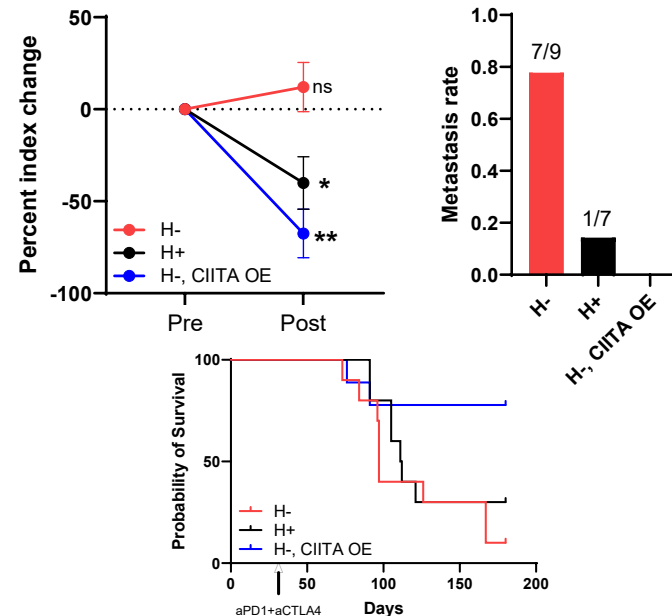 Percent index change
50
0
-50
-100
ns
*
**
H-
H+
H-, CIITA OE
Pre
Post
Metastasis rate
1.0
0.8
0.6
0.4
0.2
0.0
7/9
1/7
H-
H+
H-, CIITA OE
Probability of Survival
100
50
0
H-
H+
H-, CIITA OE
0
50
100
150
200
aPD1+aCTLA4
Days